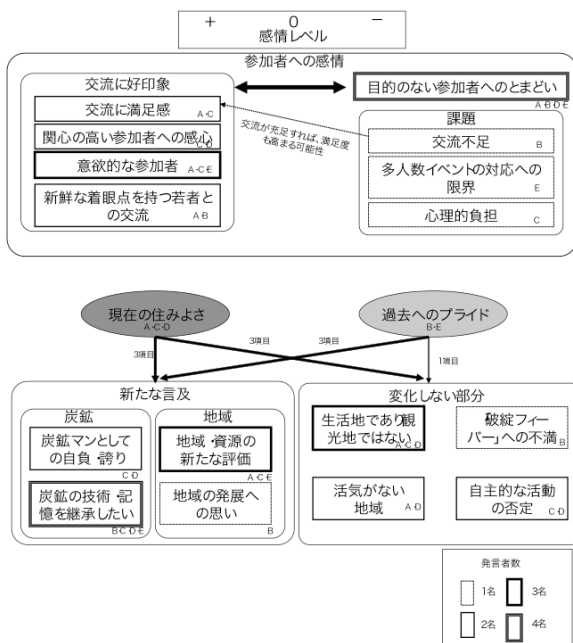 + 0 −
感情レベル
参加者への感情
交流に好印象
交流に満足感
A・C
関心の高い参加者への感心
意欲的な参加者
A・C・E
新鮮な着眼点を持つ若者と
の交流
A・B
目的のない参加者へのとまどい
A・B・D・E
課題
交流不足
B
多人数イベントの対応への
限界
E
心理的負担
C
交流が充足すれば、満足度
も高まる可能性
現在の住みよさ
A・C・D
過去へのプライド
B・E
3項目
3項目
3項目
1項目
新たな言及
炭鉱
炭鉱マンとして
の自負・誇り
C・D
炭鉱の技術・記
憶を継承したい
B・C・D・E
地域
地域・資源の
新たな評価
A・C・E
地域の発展へ
の思い
B
変化しない部分
生活地であり観
光地ではない
A・C・D
「破綻フィー
バー」への不満
B
活気がない
地域
A・D
自主的な活動
の否定
C・D
発言者数
1名
3名
2名
4名